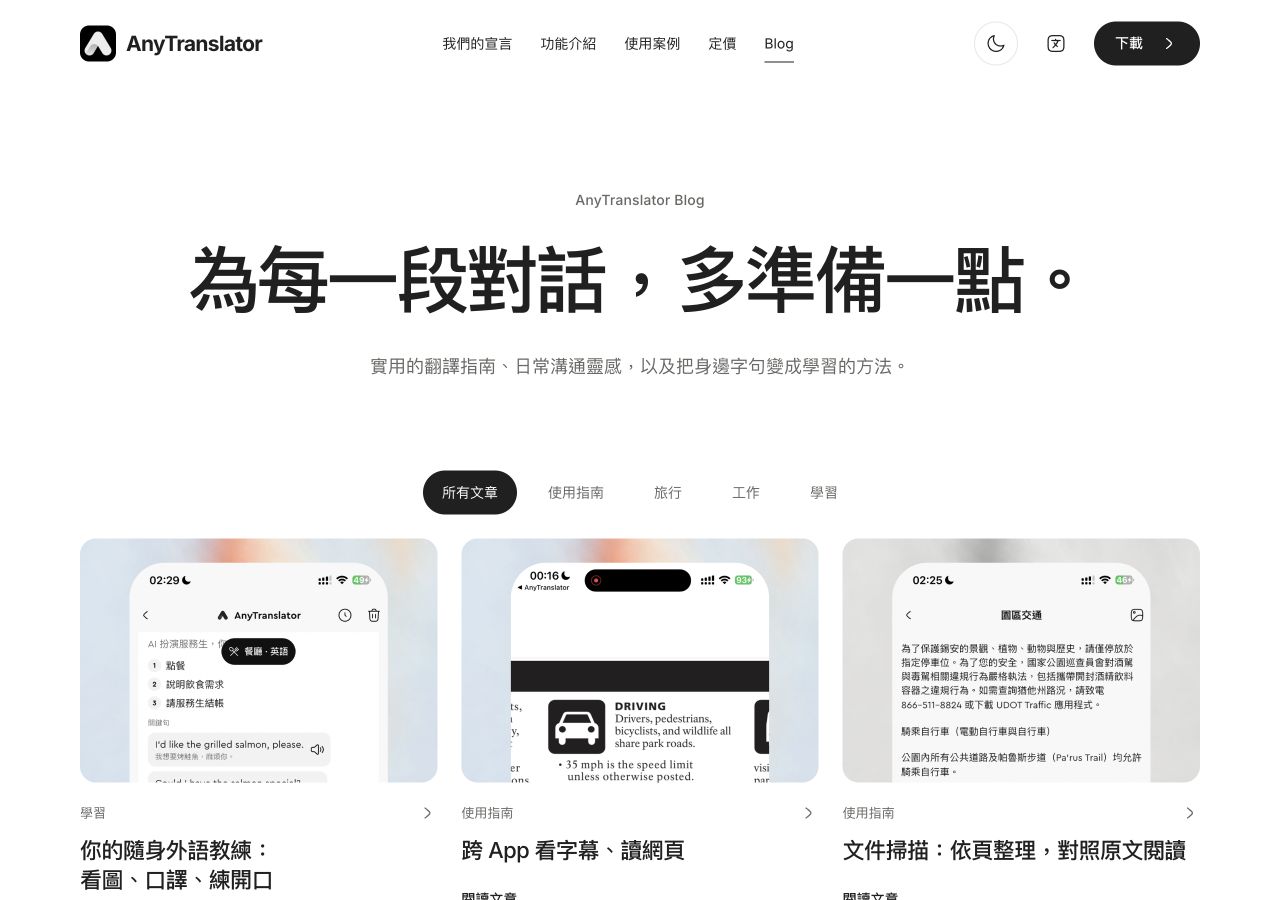 AnyTranslator
我們的宣言
功能介紹
使用案例
定價
Blog
下載
AnyTranslator Blog
為每一段對話，多準備一點。
實用的翻譯指南、日常溝通靈感，以及把身邊字句變成學習的方法。
所有文章
使用指南
旅行
工作
學習
02:29
49
AnyTranslator
AI 扮演服務生，
餐廳 · 英語
1 點餐
2 說明飲食需求
3 請服務生結帳
關鍵句
I'd like the grilled salmon, please.
我想要烤鮭魚，麻煩你。
Could I have the salmon special?
00:16
AnyTranslator
93
DRIVING
Drivers, pedestrians,
bicyclists, and wildlife all
share park roads.
• 35 mph is the speed limit
unless otherwise posted.
02:25
46
園區交通
為了保護錫安的景觀、植物、動物與歷史，請僅停放於
指定停車位。為了您的安全，國家公園巡查員會對酒駕
與毒駕相關違規行為嚴格執法，包括攜帶開封酒精飲料
容器之違規行為。如需查詢猶他州路況，請致電
866-511-8824 或下載 UDOT Traffic 應用程式。
騎乘自行車（電動自行車與自行車）
公園內所有公共道路及帕魯斯步道（Pa'rus Trail）均允許
騎乘自行車。
學習
你的隨身外語教練：
看圖、口譯、練開口
使用指南
跨 App 看字幕、讀網頁
閱讀文章
使用指南
文件掃描：依頁整理，對照原文閱讀
閱讀文章